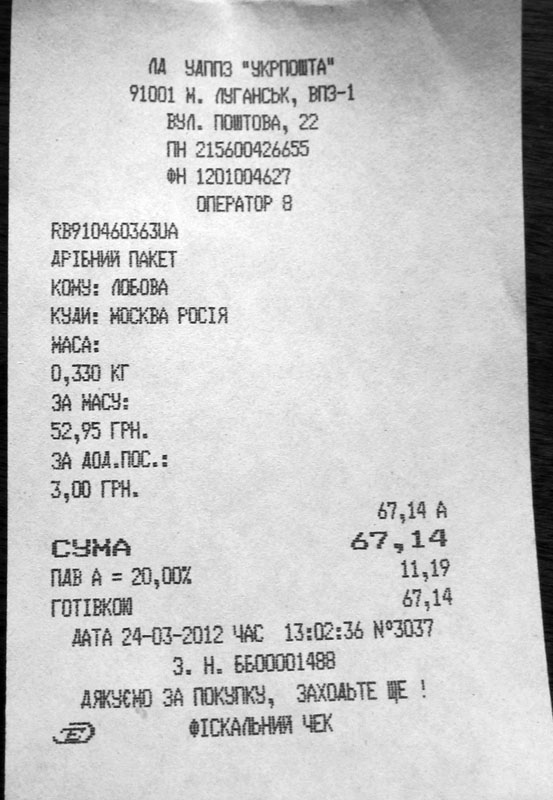 ЛД УДППЗ "УКРПОШТА"
91001 М. ЛУГАНСЬК, ВПЗ-1
ВУЛ. ПОШТОВА, 22
ПН 215600426655
ФН 1201004627
ОПЕРАТОР 8
RB910460363UA
ДРІБНИЙ ПАКЕТ
КОМУ: ЛОБОВА
КУДИ: МОСКВА РОСІЯ
МАСА:
0,330 КГ
ЗА МАСУ:
52,95 ГРН.
ЗА ДОД.ПОС.:
3,00 ГРН.
67,14 А
СУМА 67,14
ПДВ А = 20,00% 11,19
ГОТІВКОЮ 67,14
ДАТА 24-03-2012 ЧАС 13:02:36 №3037
З. Н. ББ00001488
ДЯКУЄМО ЗА ПОКУПКУ, ЗАХОДЬТЕ ЩЕ !
ФІСКАЛЬНИЙ ЧЕК